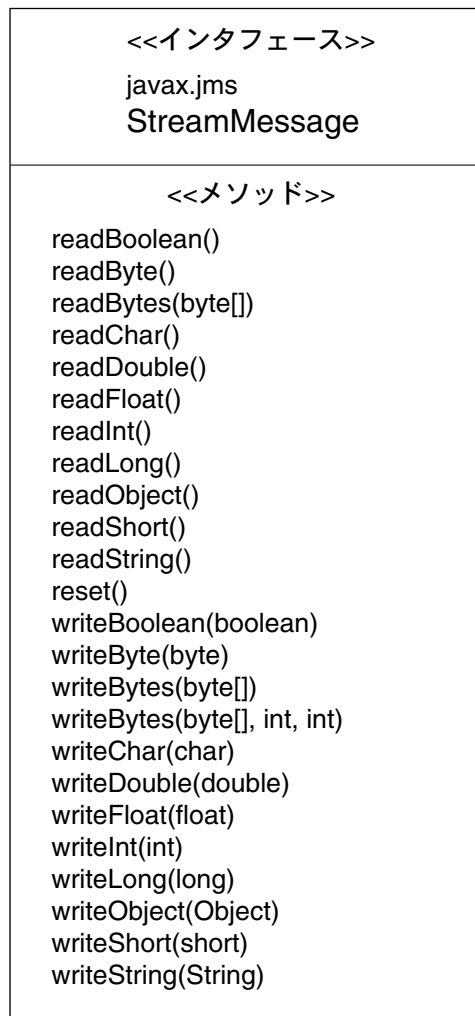 <<インタフェース>>
javax.jms
StreamMessage
<<メソッド>>
readBoolean()
readByte()
readBytes(byte[])
readChar()
readDouble()
readFloat()
readInt()
readLong()
readObject()
readShort()
readString()
reset()
writeBoolean(boolean)
writeByte(byte)
writeBytes(byte[])
writeBytes(byte[], int, int)
writeChar(char)
writeDouble(double)
writeFloat(float)
writeInt(int)
writeLong(long)
writeObject(Object)
writeShort(short)
writeString(String)